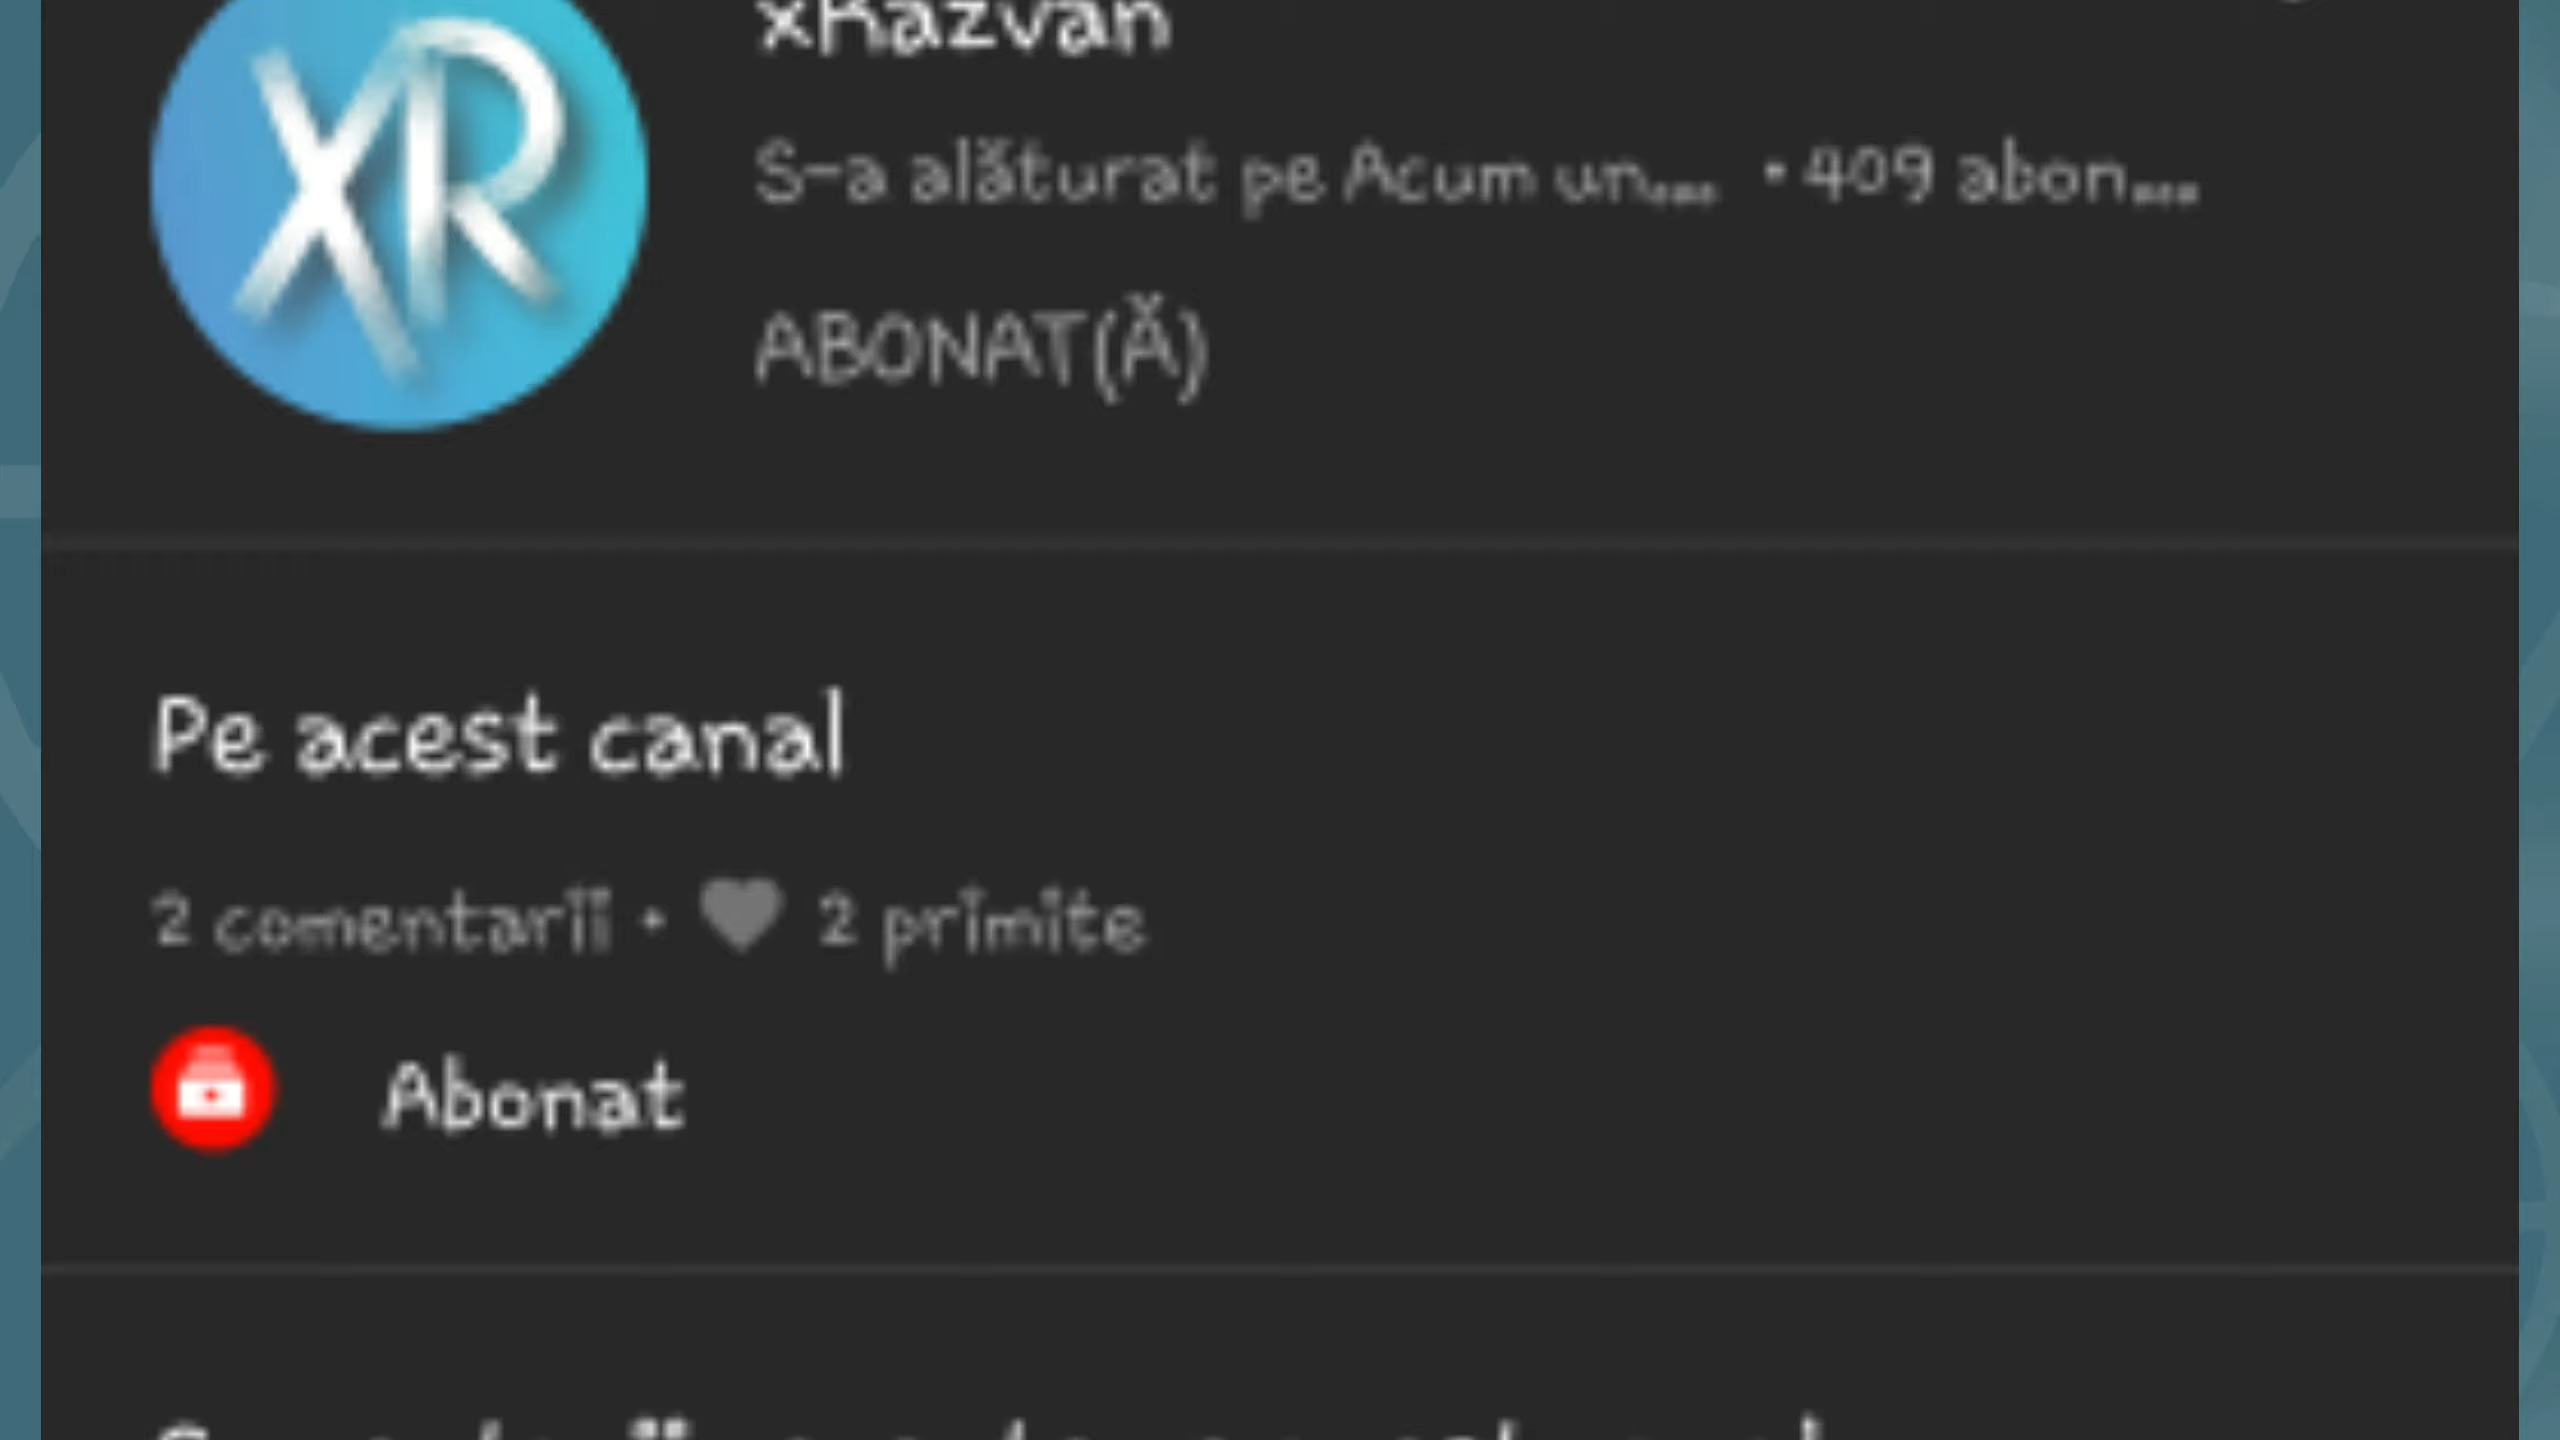 xRazvan
XR
S-a alăturat pe Acum un... • 409 abon...
ABONAT(Ă)
Pe acest canal
2 comentarii • 2 primite
Abonat